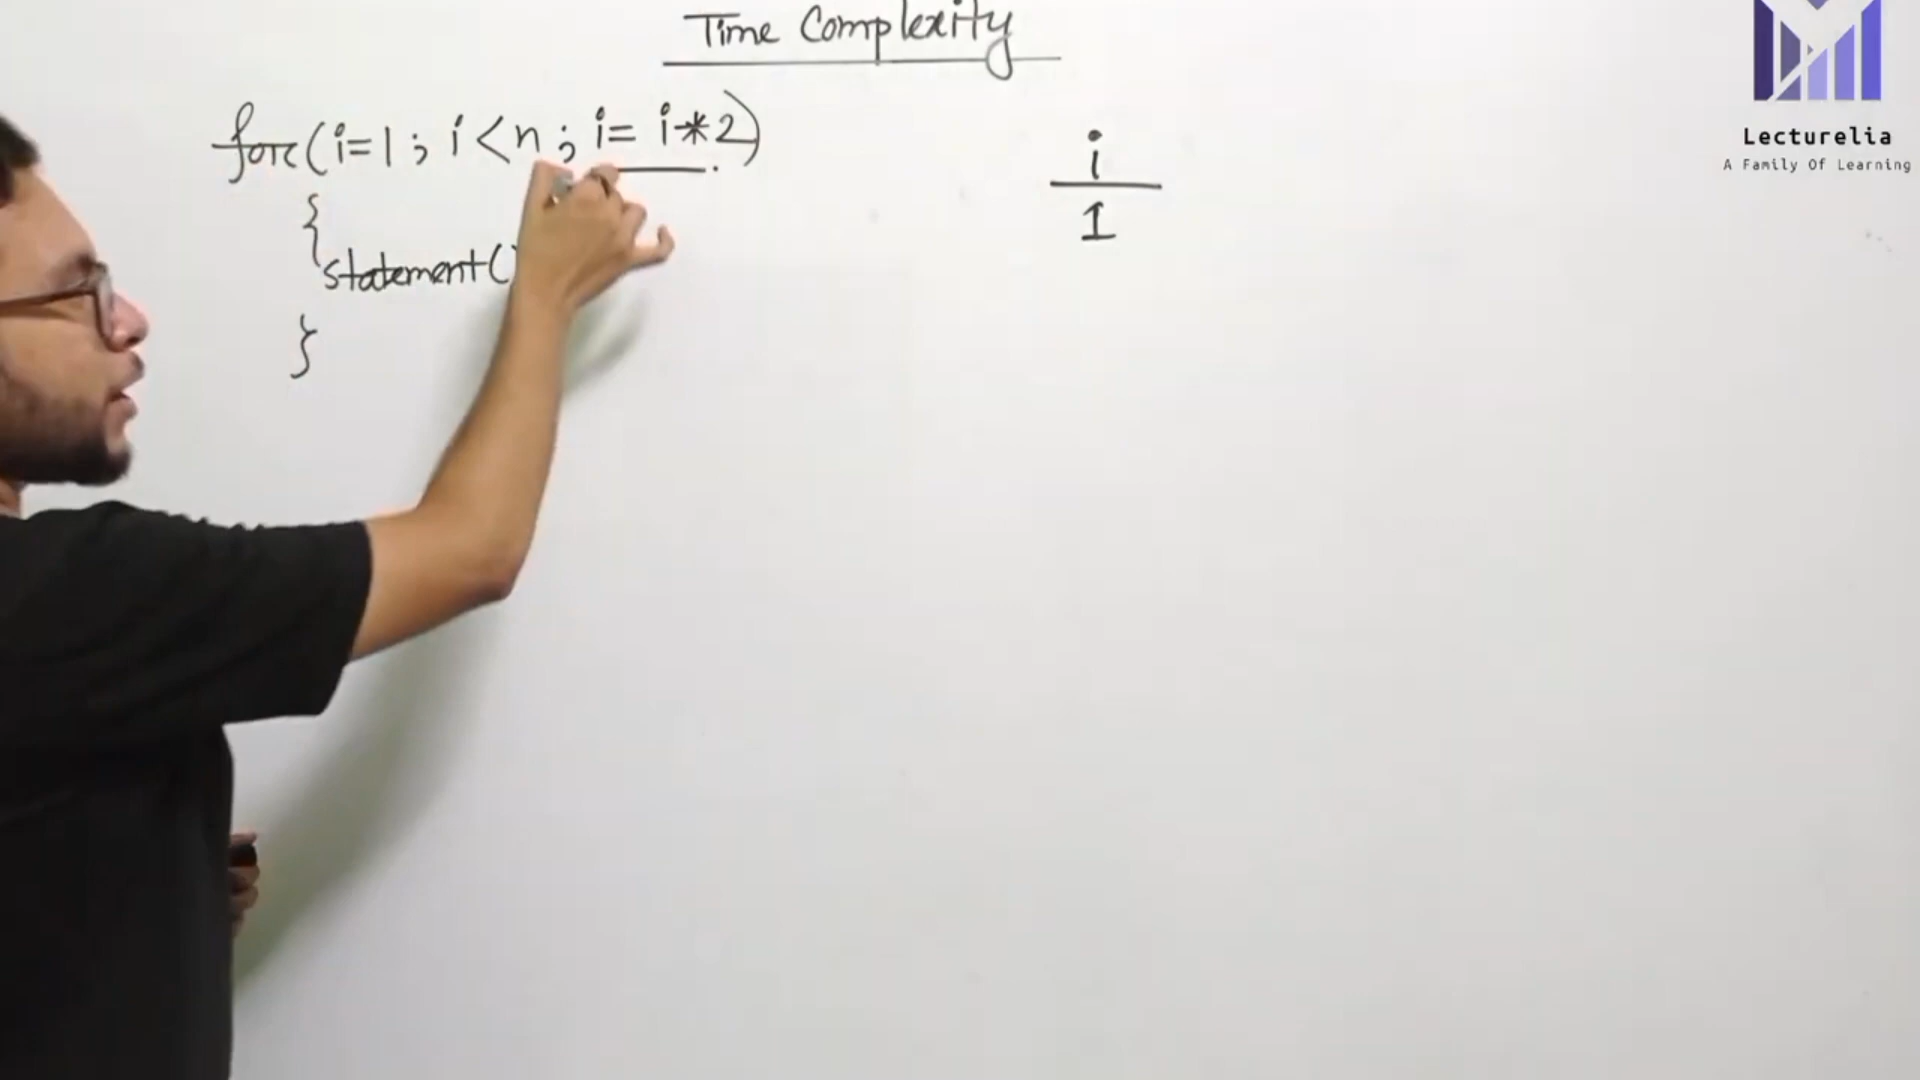 Time Complexity
for(i=1; i<n; i= i*2)
{
statement()
}
i
1
Lecturelia
A Family Of Learning